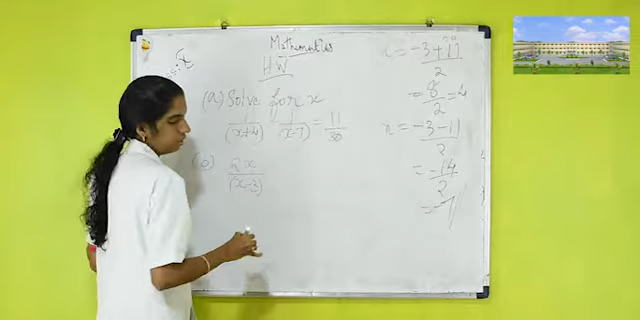 Mathematics
HW
(a) Solve for x
1/(x+4) 1/(x-7) = 11/30
2x/(x-3)
= -3+11/2
= 8/2 = 4
x = -3-11/2
= -14/2
= -7